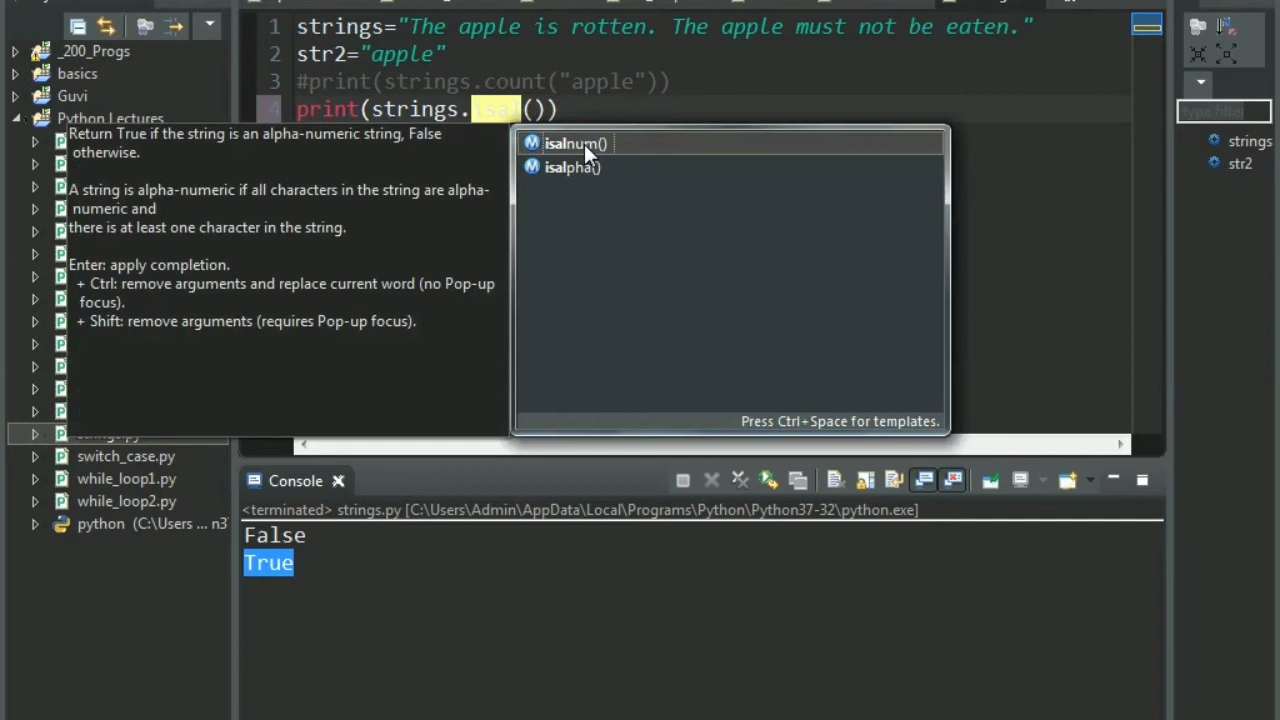 _200_Progs
basics
Guvi
Python Lectures
switch_case.py
while_loop1.py
while_loop2.py
python (C:\Users ... n3
1 strings="The apple is rotten. The apple must not be eaten."
2 str2="apple"
3 #print(strings.count("apple"))
4 print(strings.isal())
Return True if the string is an alpha-numeric string, False
otherwise.
A string is alpha-numeric if all characters in the string are alpha-
numeric and
there is at least one character in the string.
Enter: apply completion.
+ Ctrl: remove arguments and replace current word (no Pop-up
focus).
+ Shift: remove arguments (requires Pop-up focus).
isalnum()
isalpha()
Press Ctrl+Space for templates.
type filter
strings
str2
Console
<terminated> strings.py [C:\Users\Admin\AppData\Local\Programs\Python\Python37-32\python.exe]
False
True